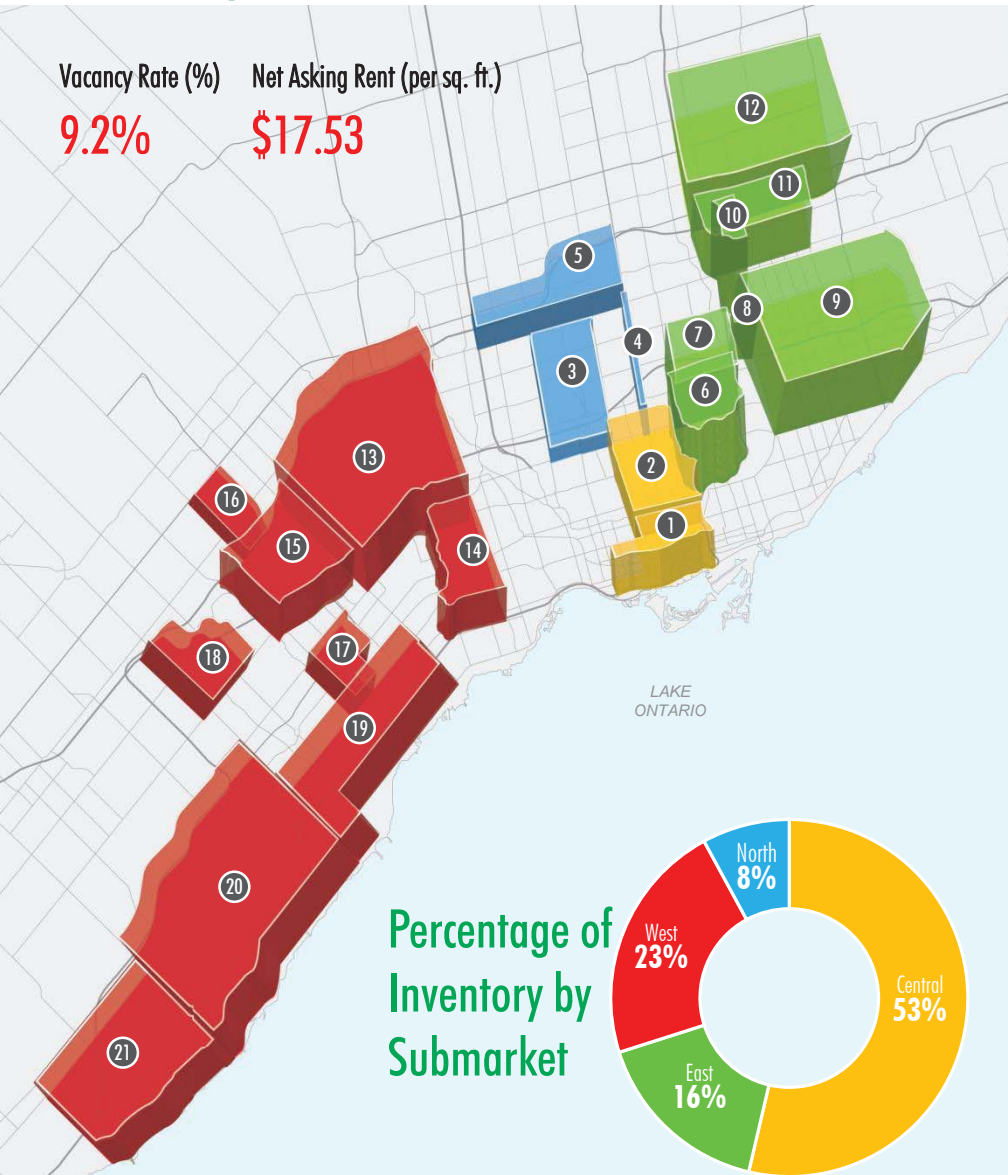 Vacancy Rate (%)
Net Asking Rent (per sq. ft.)
9.2%
$17.53
12
11
10
5
9
8
4
7
3
6
13
2
16
1
15
14
17
18
LAKE
ONTARIO
19
20
21
Percentage of
Inventory by
Submarket
North
8%
West
23%
Central
53%
East
16%